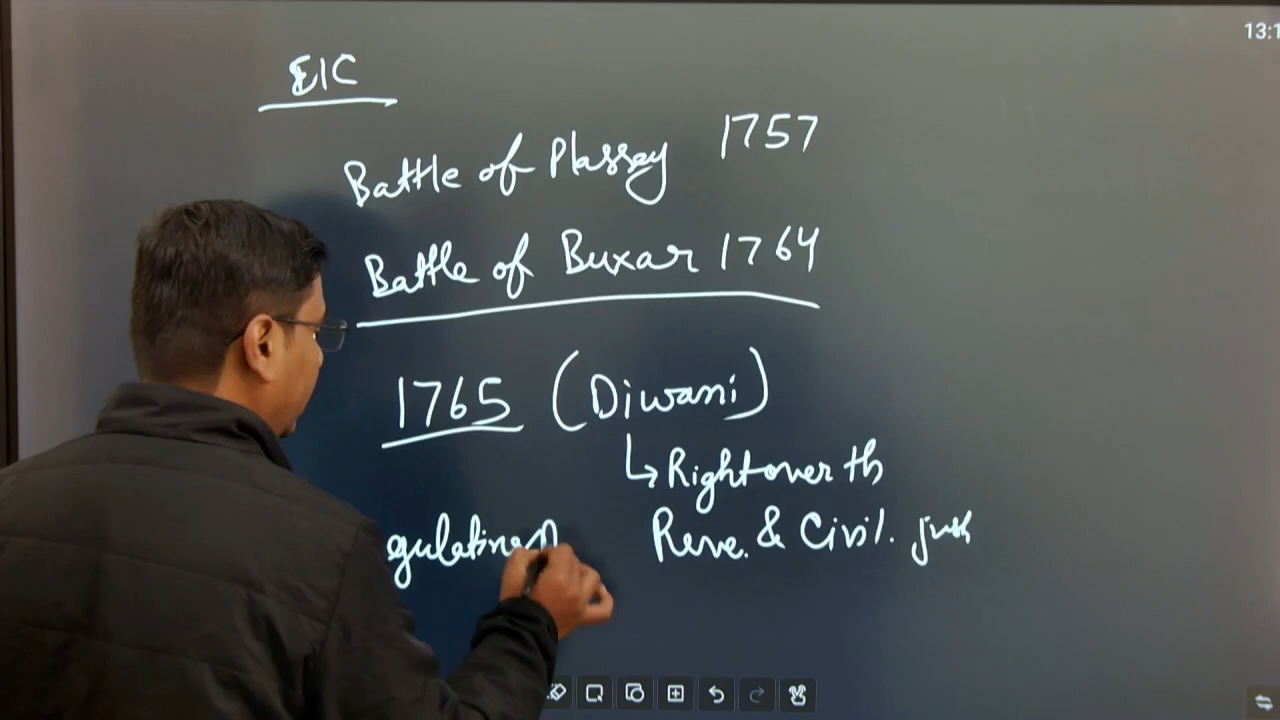 13:1
EIC
Battle of Plassey 1757
Battle of Buxar 1764
1765 (Diwani)
↳ Right over th
Reve. & Civil. jus